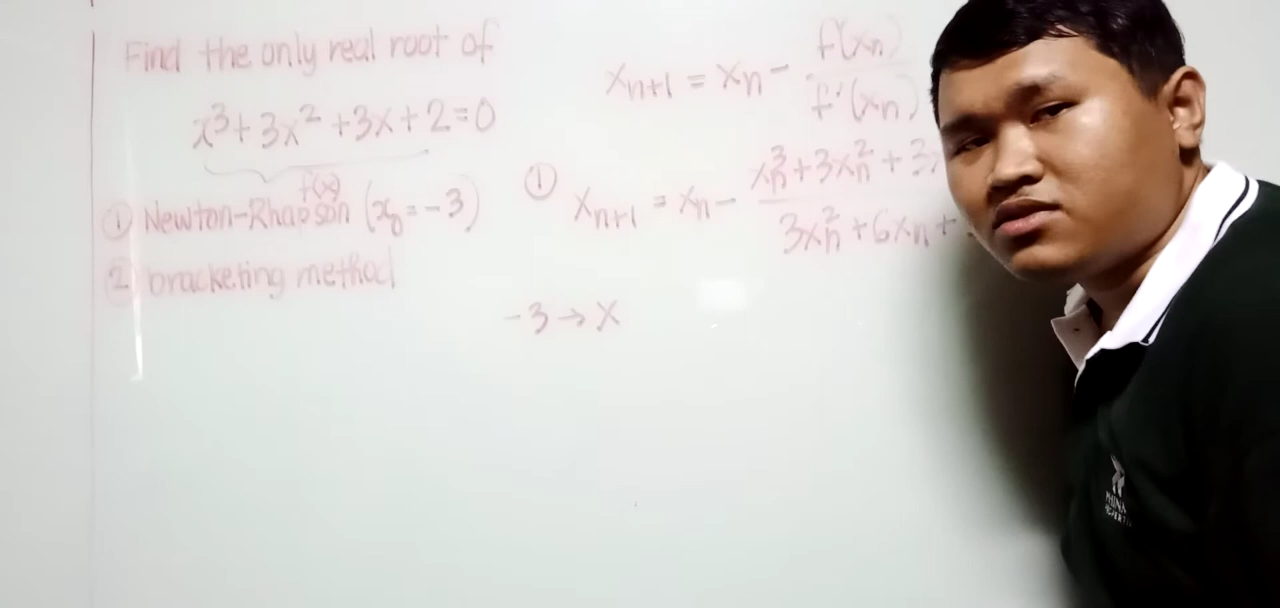 Find the only real root of
x³ + 3x² + 3x + 2 = 0
f(x)
① Newton-Rhapson (x₀ = -3)
② bracketing method
xₙ₊₁ = xₙ - f(xₙ) / f'(xₙ)
① xₙ₊₁ = xₙ - xₙ³ + 3xₙ² + 3x / 3xₙ² + 6xₙ +
-3 → X